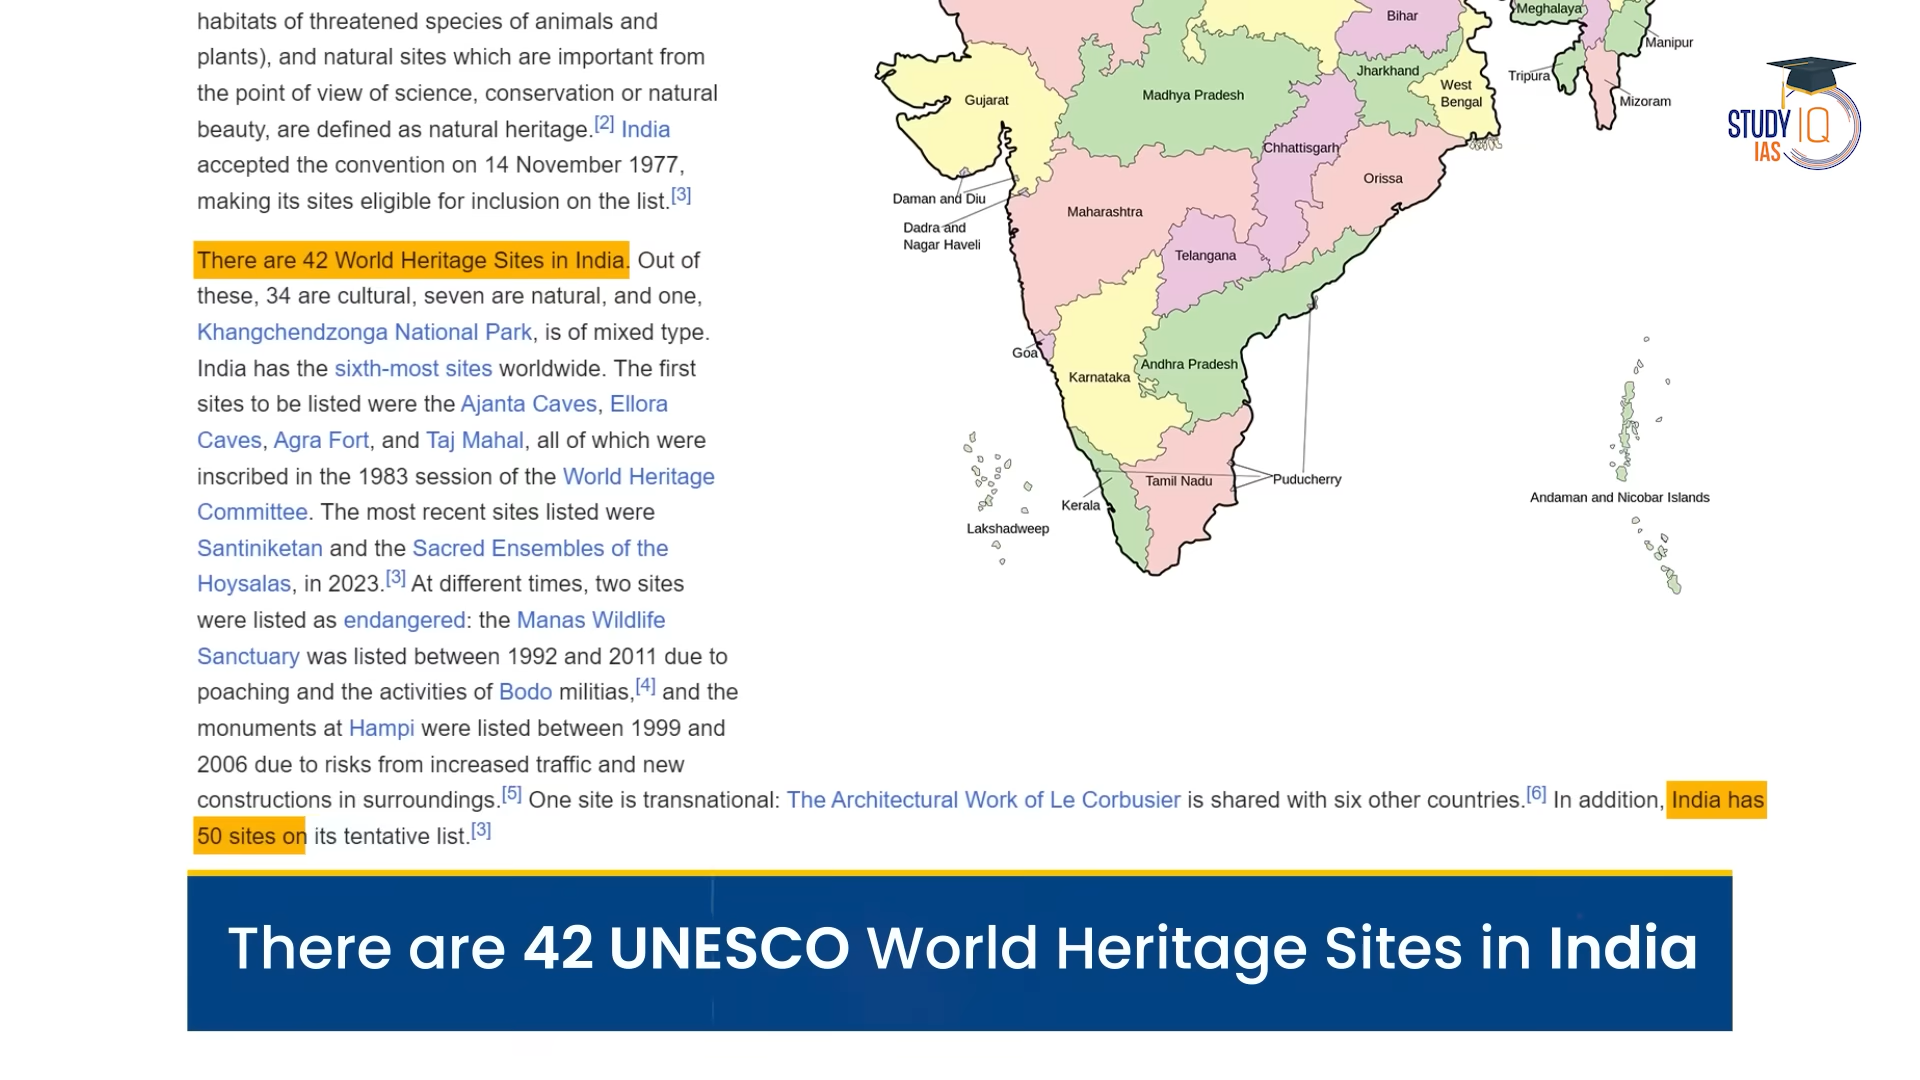 habitats of threatened species of animals and
plants), and natural sites which are important from
the point of view of science, conservation or natural
beauty, are defined as natural heritage.[2] India
accepted the convention on 14 November 1977,
making its sites eligible for inclusion on the list.[3]
There are 42 World Heritage Sites in India. Out of
these, 34 are cultural, seven are natural, and one,
Khangchendzonga National Park, is of mixed type.
India has the sixth-most sites worldwide. The first
sites to be listed were the Ajanta Caves, Ellora
Caves, Agra Fort, and Taj Mahal, all of which were
inscribed in the 1983 session of the World Heritage
Committee. The most recent sites listed were
Santiniketan and the Sacred Ensembles of the
Hoysalas, in 2023.[3] At different times, two sites
were listed as endangered: the Manas Wildlife
Sanctuary was listed between 1992 and 2011 due to
poaching and the activities of Bodo militias,[4] and the
monuments at Hampi were listed between 1999 and
2006 due to risks from increased traffic and new
constructions in surroundings.[5] One site is transnational: The Architectural Work of Le Corbusier is shared with six other countries.[6] In addition, India has
50 sites on its tentative list.[3]
Bihar
Meghalaya
Manipur
Jharkhand
Tripura
West
Bengal
Mizoram
Gujarat
Madhya Pradesh
Chhattisgarh
Orissa
Daman and Diu
Dadra and
Nagar Haveli
Maharashtra
Telangana
Goa
Karnataka
Andhra Pradesh
Tamil Nadu
Puducherry
Kerala
Lakshadweep
Andaman and Nicobar Islands
STUDY IQ
IAS
There are 42 UNESCO World Heritage Sites in India